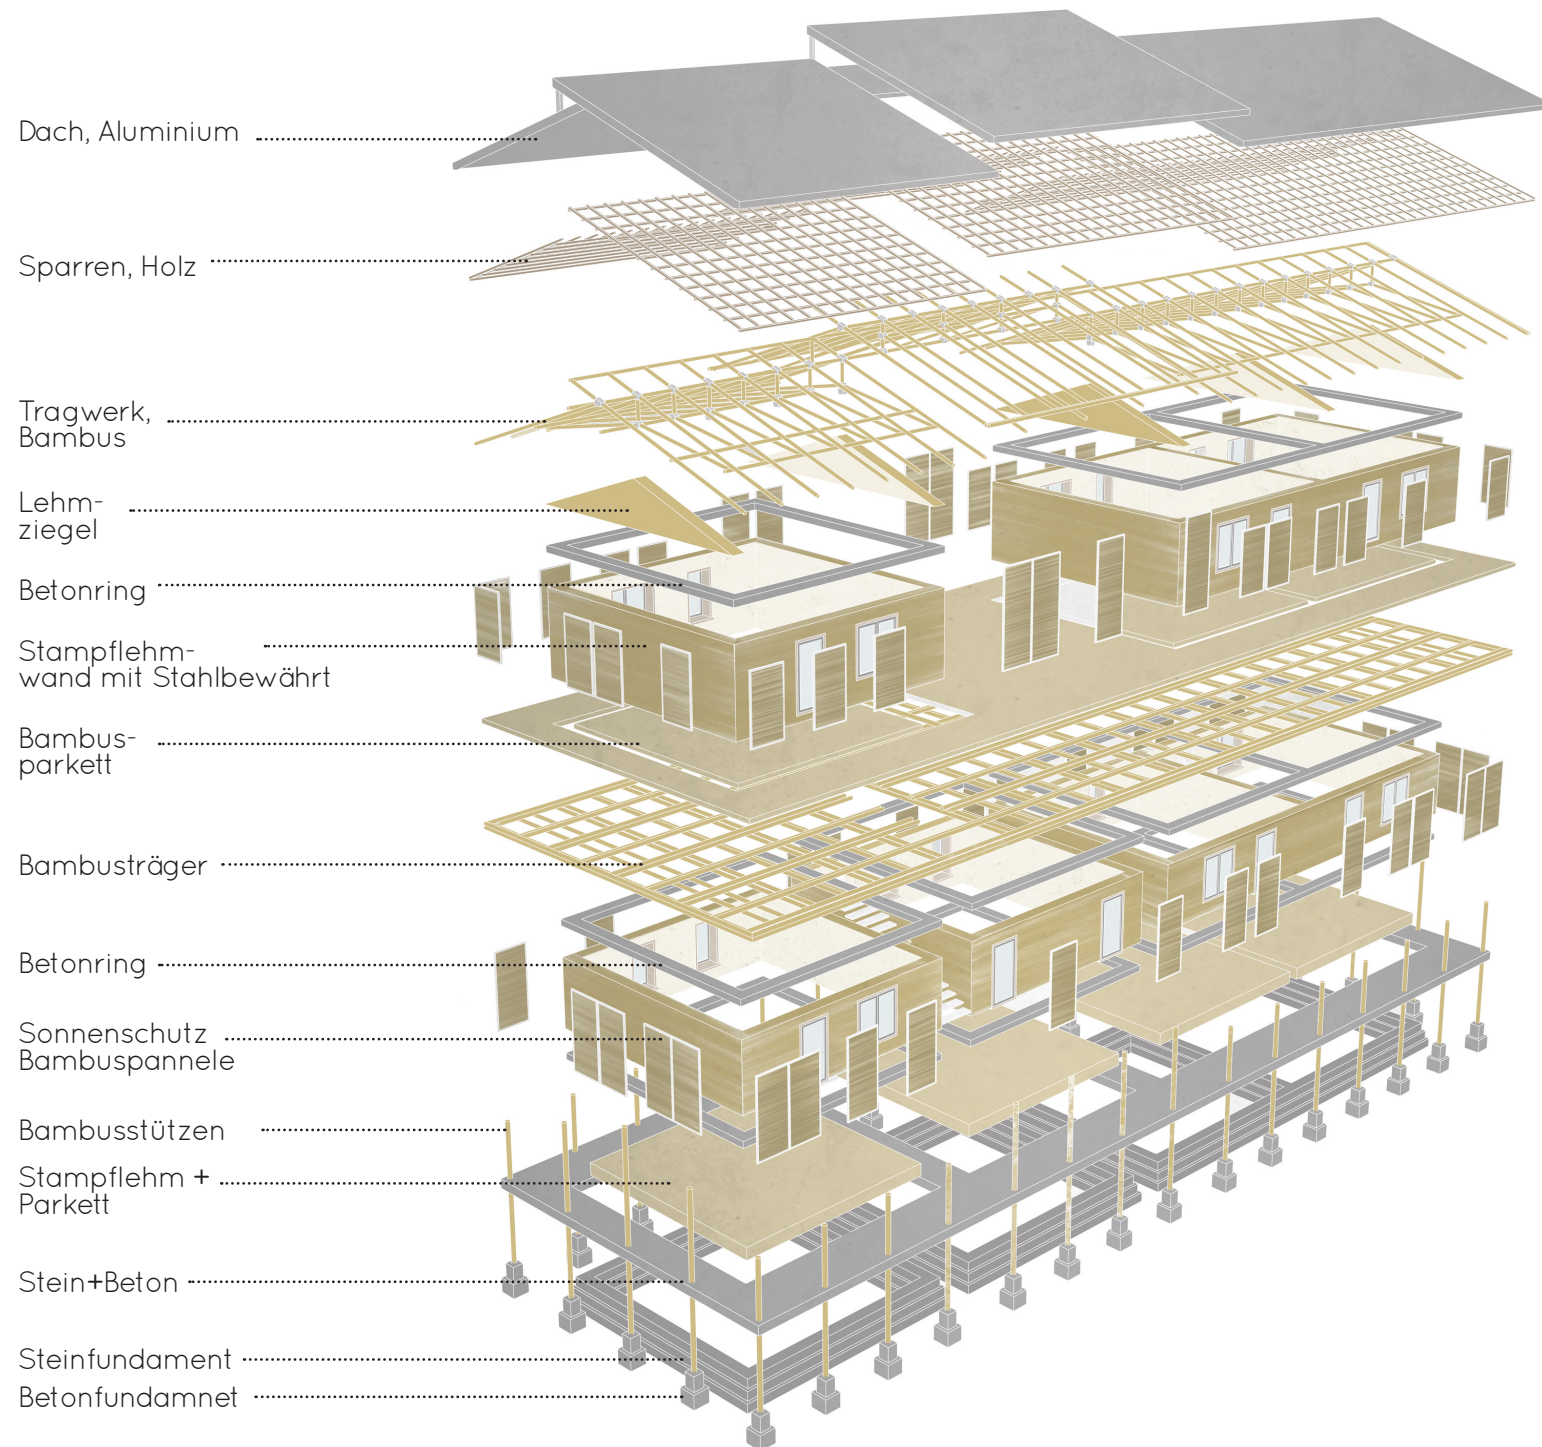 Dach, Aluminium
Sparren, Holz
Tragwerk,
Bambus
Lehm-
ziegel
Betonring
Stampflehm-
wand mit Stahlbewährt
Bambus-
parkett
Bambusträger
Betonring
Sonnenschutz
Bambuspannele
Bambusstützen
Stampflehm +
Parkett
Stein+Beton
Steinfundament
Betonfundamnet